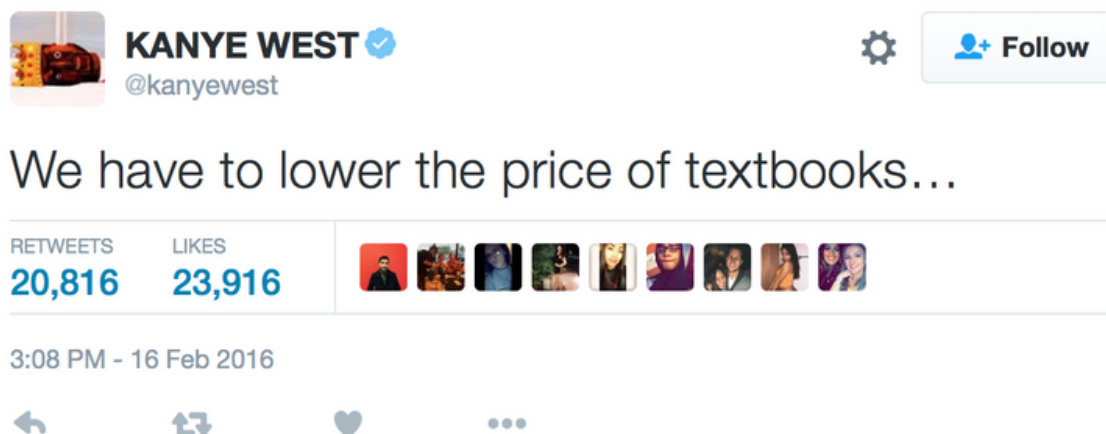 KANYE WEST
@kanyewest
Follow
We have to lower the price of textbooks...
RETWEETS LIKES
20,816 23,916
3:08 PM - 16 Feb 2016